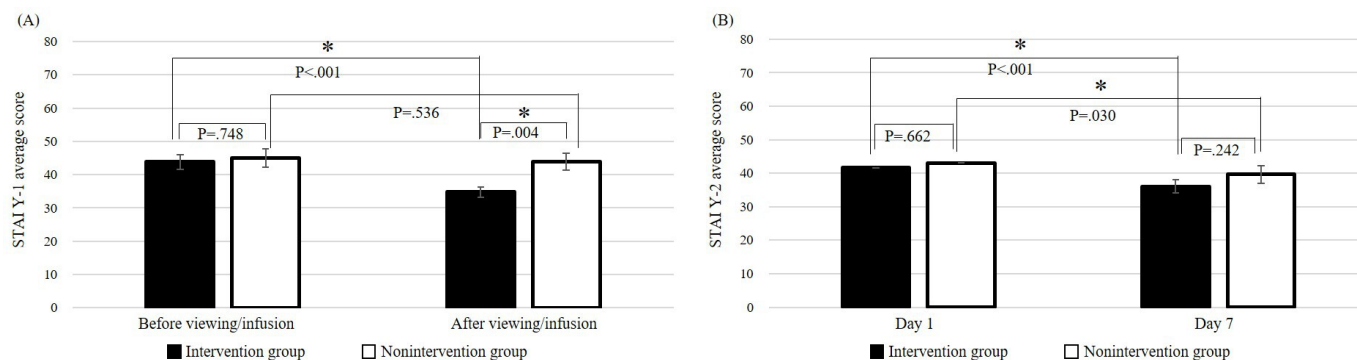 (A)
STAI Y-1 average score
80
70
60
50
40
30
20
10
0
*
P<.001
P=.536
*
P=.748
P=.004
Before viewing/infusion
After viewing/infusion
Intervention group
Nonintervention group
(B)
STAI Y-2 average score
80
70
60
50
40
30
20
10
0
*
P<.001
*
P=.030
P=.662
P=.242
Day 1
Day 7
Intervention group
Nonintervention group